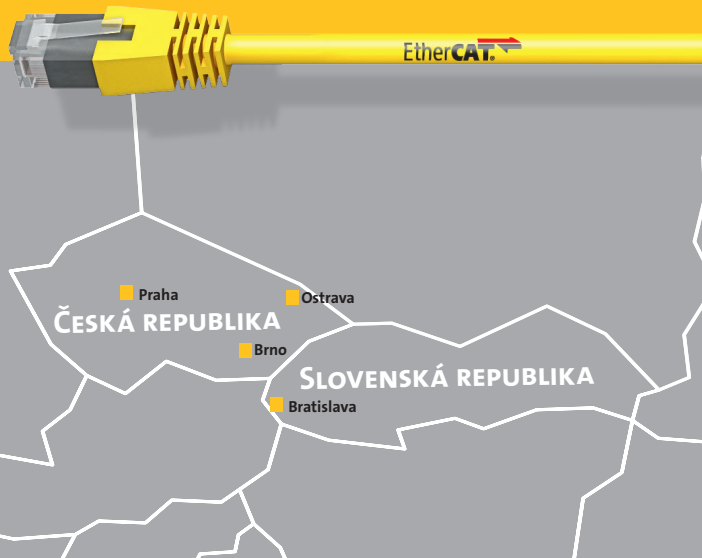 EtherCAT®
Praha
Ostrava
ČESKÁ REPUBLIKA
Brno
SLOVENSKÁ REPUBLIKA
Bratislava